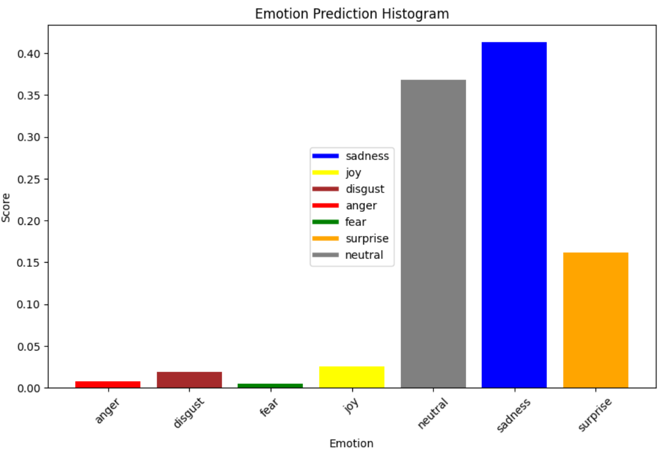 Emotion Prediction Histogram
0.40
0.35
0.30
0.25
0.20
0.15
0.10
0.05
0.00
Score
sadness
joy
disgust
anger
fear
surprise
neutral
anger
disgust
fear
joy
neutral
sadness
surprise
Emotion